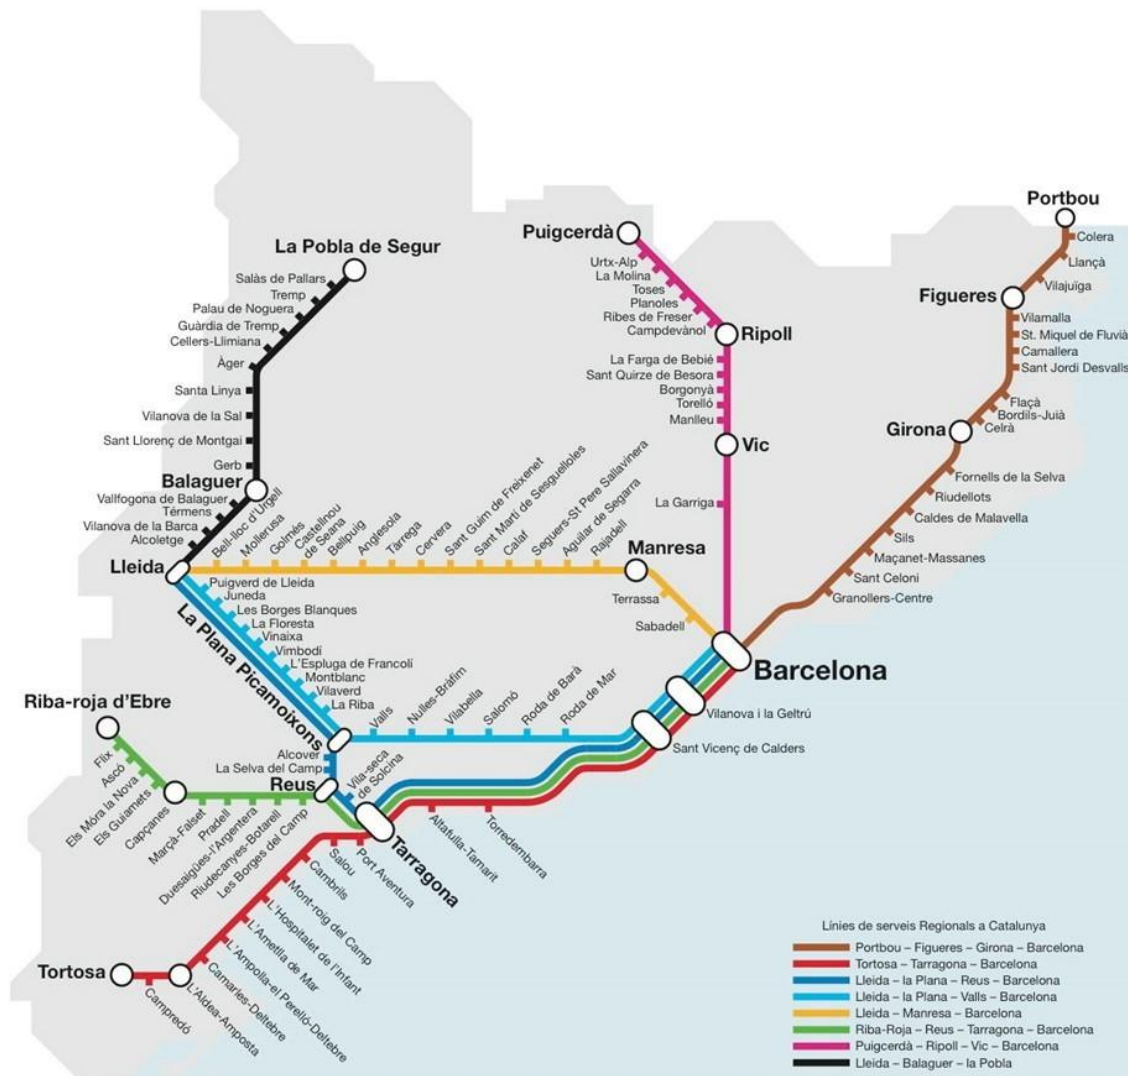 Portbou
Colera
Llançà
Vilajuïga
Figueres
Vilamalla
St. Miquel de Fluvià
Camallera
Sant Jordi Desvalls
Flaçà
Bordils-Juià
Celrà
Girona
Fornells de la Selva
Riudellots
Caldes de Malavella
Sils
Maçanet-Massanes
Sant Celoni
Granollers-Centre
Puigcerdà
Urtx-Alp
La Molina
Toses
Planoles
Ribes de Freser
Campdevànol
Ripoll
La Farga de Bebié
Sant Quirze de Besora
Borgonyà
Torelló
Manlleu
Vic
La Garriga
La Pobla de Segur
Salàs de Pallars
Tremp
Palau de Noguera
Guàrdia de Tremp
Cellers-Llimiana
Àger
Santa Linya
Vilanova de la Sal
Sant Llorenç de Montgai
Gerb
Balaguer
Vallfogona de Balaguer
Térmens
Vilanova de la Barca
Alcoletge
Lleida
Bell-lloc d'Urgell
Mollerusa
Golmés
Castellnou
de Seana
Bellpuig
Anglesola
Tàrrega
Cervera
Sant Guim de Freixenet
Sant Martí de Sesgueloles
Calaf
Seguers-St Pere Sallavinera
Aguilar de Segarra
Rajadell
Manresa
Terrassa
Sabadell
Barcelona
Puigverd de Lleida
Juneda
Les Borges Blanques
La Floresta
Vinaixa
Vimbodí
L'Espluga de Francolí
Montblanc
Vilaverd
La Riba
La Plana Picamoixons
Valls
Nulles-Bràfim
Vilabella
Salomó
Roda de Barà
Roda de Mar
Vilanova i la Geltrú
Sant Vicenç de Calders
Alcover
La Selva del Camp
Reus
Vila-seca
de Solcina
Riba-roja d'Ebre
Flix
Ascó
Els Móra la Nova
Els Guiamets
Capçanes
Marçà-Falset
Pradell
Duesaigües-l'Argentera
Riudecanyes-Botarell
Les Borges del Camp
Tarragona
Altafulla-Tamarit
Torredembarra
Port Aventura
Salou
Cambrils
Mont-roig del Camp
L'Hospitalet de l'Infant
L'Ametlla de Mar
L'Ampolla-el Perelló-Deltebre
Camarles-Deltebre
L'Aldea-Amposta
Campredó
Tortosa
Línies de serveis Regionals a Catalunya
Portbou – Figueres – Girona – Barcelona
Tortosa – Tarragona – Barcelona
Lleida – la Plana – Reus – Barcelona
Lleida – la Plana – Valls – Barcelona
Lleida – Manresa – Barcelona
Riba-Roja – Reus – Tarragona – Barcelona
Puigcerdà – Ripoll – Vic – Barcelona
Lleida – Balaguer – la Pobla